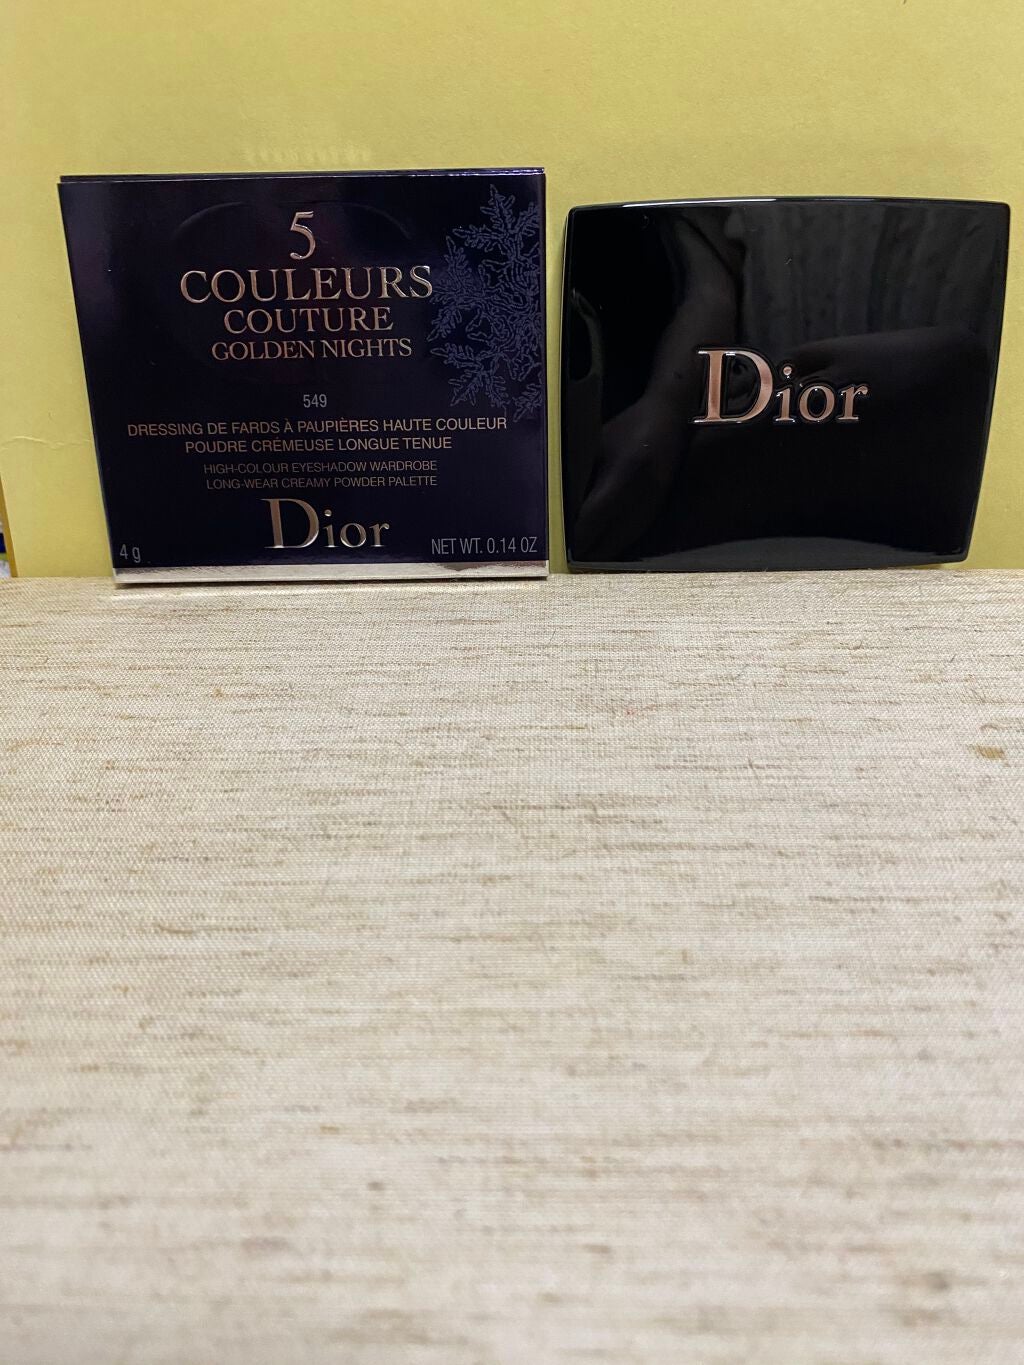 5
COULEURS
COUTURE
GOLDEN NIGHTS
549
DRESSING DE FARDS À PAUPIÈRES HAUTE COULEUR
POUDRE CRÉMEUSE LONGUE TENUE
HIGH-COLOUR EYESHADOW WARDROBE
LONG-WEAR CREAMY POWDER PALETTE
Dior
4 g
NET WT. 0.14 OZ
Dior